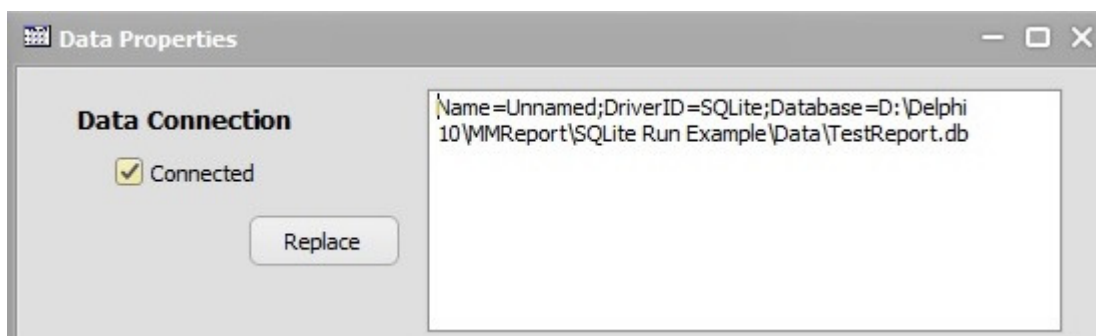 Data Properties
Data Connection
Name=Unnamed;DriverID=SQLite;Database=D:\Delphi
10\MMReport\SQLite Run Example\Data\TestReport.db
Connected
Replace